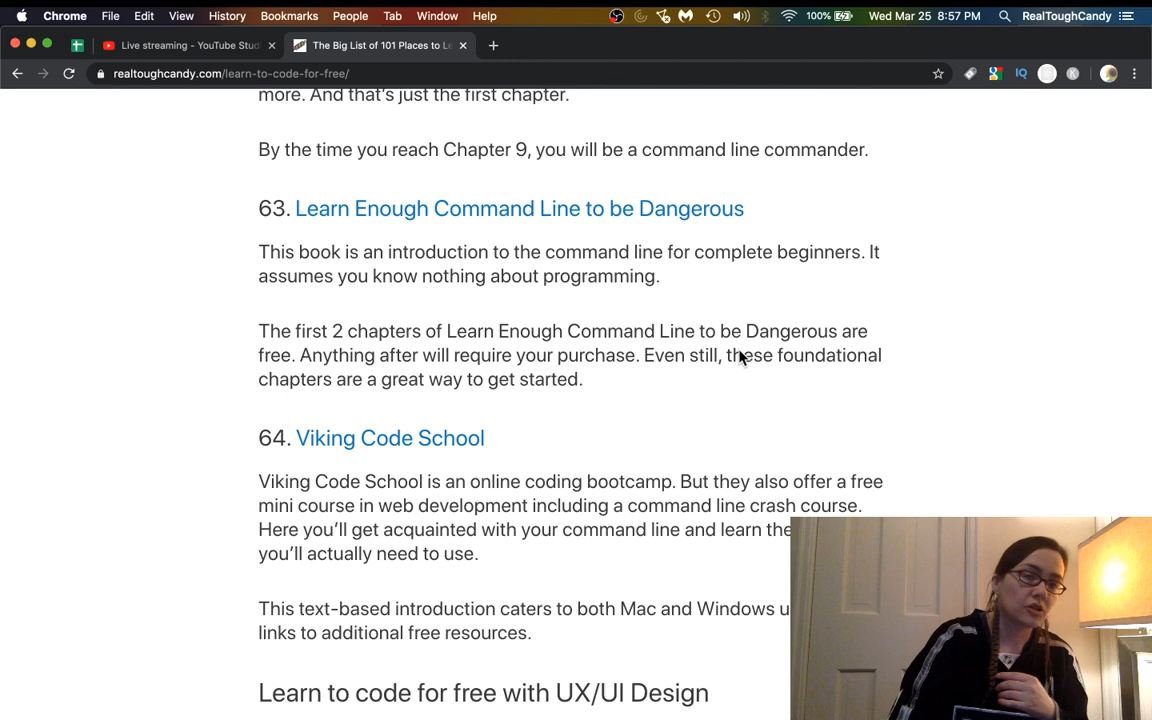 Chrome File Edit View History Bookmarks People Tab Window Help 100% Wed Mar 25 8:57 PM RealToughCandy
Live streaming - YouTube Stud × The Big List of 101 Places to Le ×
realtoughcandy.com/learn-to-code-for-free/ IQ K
more. And that's just the first chapter.
By the time you reach Chapter 9, you will be a command line commander.
63. Learn Enough Command Line to be Dangerous
This book is an introduction to the command line for complete beginners. It
assumes you know nothing about programming.
The first 2 chapters of Learn Enough Command Line to be Dangerous are
free. Anything after will require your purchase. Even still, these foundational
chapters are a great way to get started.
64. Viking Code School
Viking Code School is an online coding bootcamp. But they also offer a free
mini course in web development including a command line crash course.
Here you'll get acquainted with your command line and learn the
you'll actually need to use.
This text-based introduction caters to both Mac and Windows u
links to additional free resources.
Learn to code for free with UX/UI Design